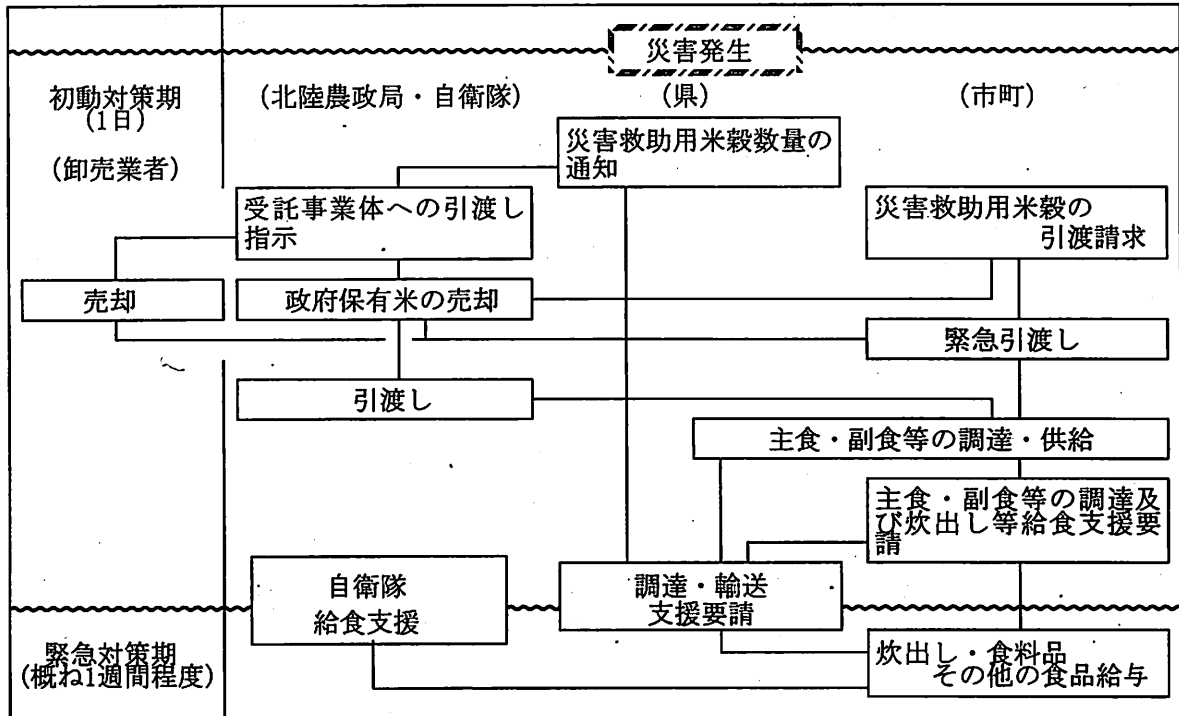 災害発生
初動対策期
(1日)
(卸売業者)
(北陸農政局・自衛隊)
(県)
(市町)
災害救助用米穀数量の
通知
受託事業体への引渡し
指示
災害救助用米穀の
引渡請求
売却
政府保有米の売却
緊急引渡し
引渡し
主食・副食等の調達・供給
主食・副食等の調達及
び炊出し等給食支援要
請
自衛隊
給食支援
調達・輸送
支援要請
緊急対策期
(概ね1週間程度)
炊出し・食料品
その他の食品給与